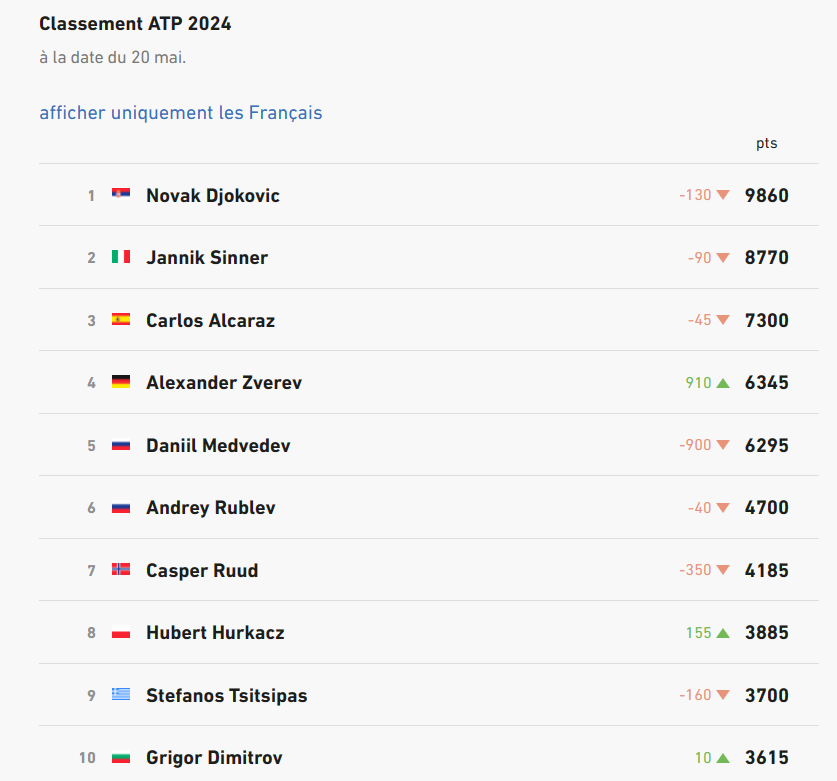 Classement ATP 2024
à la date du 20 mai.
afficher uniquement les Français
pts
1 Novak Djokovic -130 9860
2 Jannik Sinner -90 8770
3 Carlos Alcaraz -45 7300
4 Alexander Zverev 910 6345
5 Daniil Medvedev -900 6295
6 Andrey Rublev -40 4700
7 Casper Ruud -350 4185
8 Hubert Hurkacz 155 3885
9 Stefanos Tsitsipas -160 3700
10 Grigor Dimitrov 10 3615